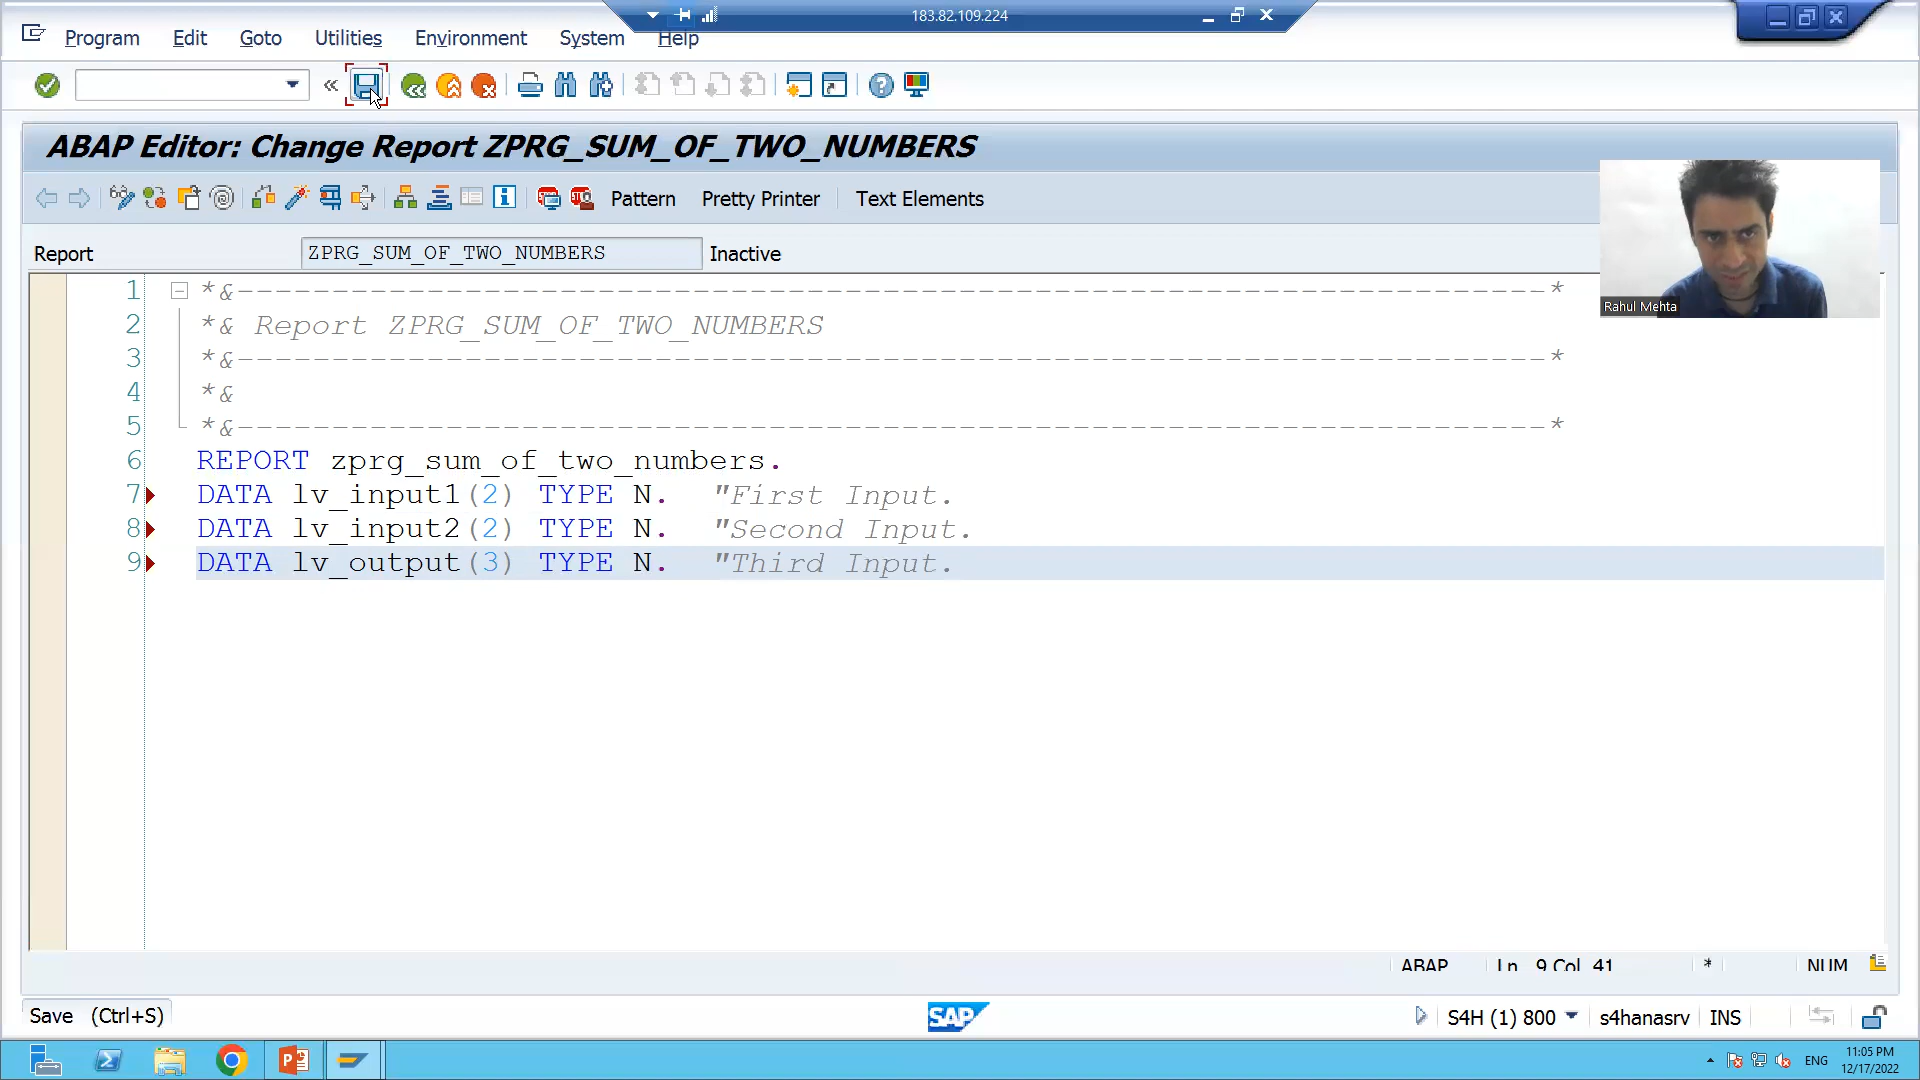 183.82.109.224
Program Edit Goto Utilities Environment System Help
ABAP Editor: Change Report ZPRG_SUM_OF_TWO_NUMBERS
Pattern Pretty Printer Text Elements
Report ZPRG_SUM_OF_TWO_NUMBERS Inactive
Rahul Mehta
1 *&---------------------------------------------------------------------*
2 *& Report ZPRG_SUM_OF_TWO_NUMBERS
3 *&---------------------------------------------------------------------*
4 *&
5 *&---------------------------------------------------------------------*
6 REPORT zprg_sum_of_two_numbers.
7 DATA lv_input1(2) TYPE N. "First Input.
8 DATA lv_input2(2) TYPE N. "Second Input.
9 DATA lv_output(3) TYPE N. "Third Input.
ABAP Ln 9 Col 41 * NUM
Save (Ctrl+S) SAP S4H (1) 800 s4hanasrv INS
ENG 11:05 PM
12/17/2022